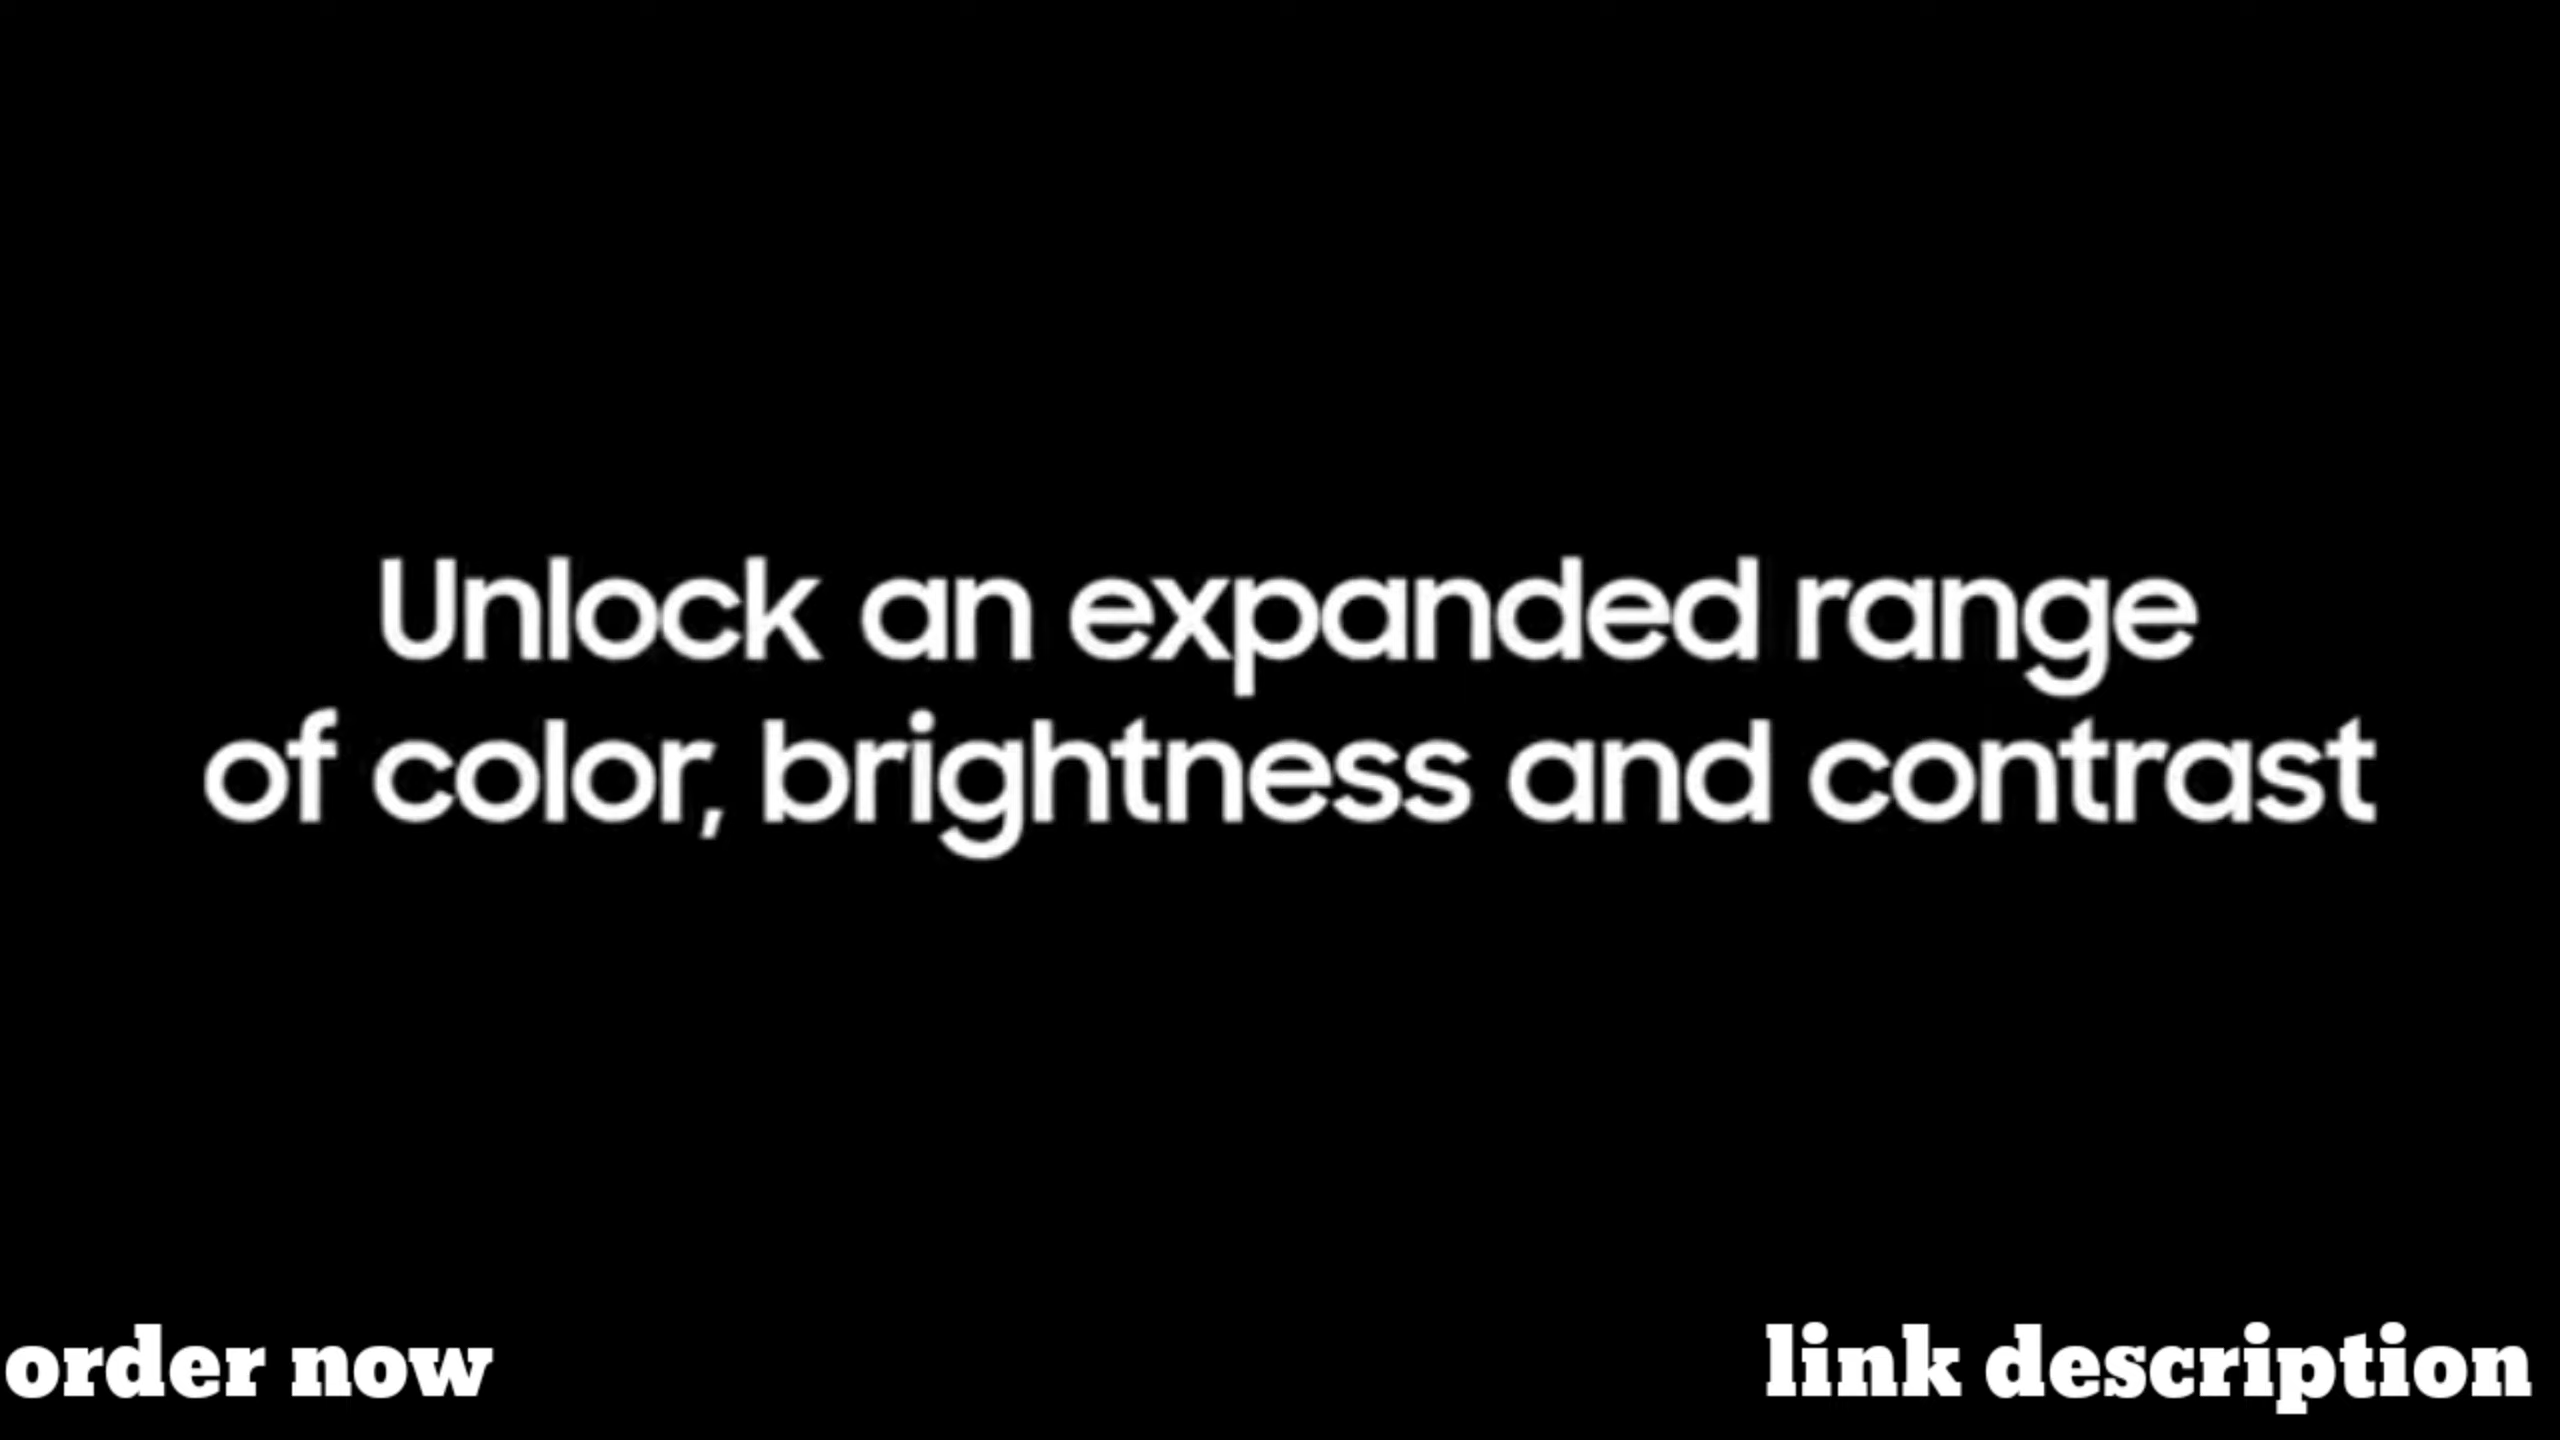 Unlock an expanded range
of color, brightness and contrast
order now
link description